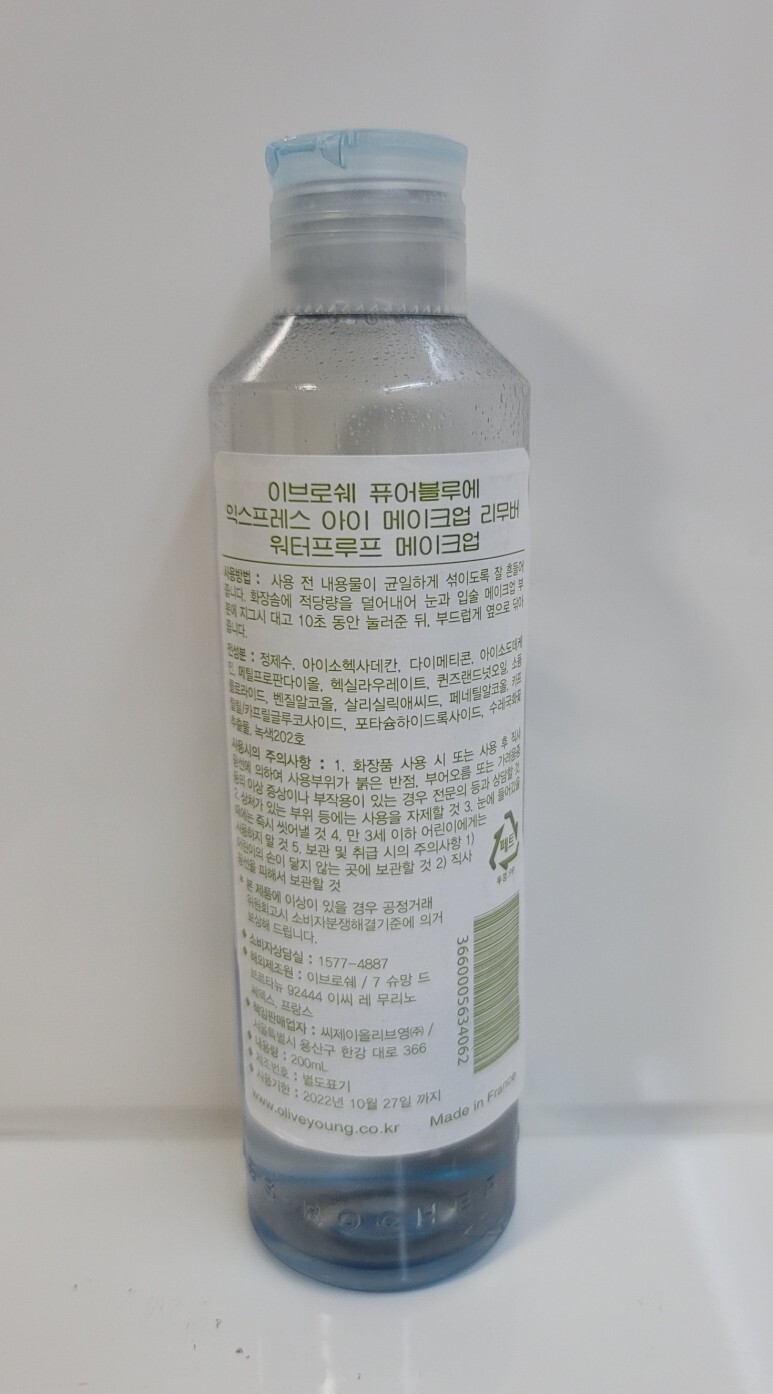 이브로쉐 퓨어블루에
익스프레스 아이 메이크업 리무버
워터프루프 메이크업
사용방법 : 사용 전 내용물이 균일하게 섞이도록 잘 흔들어
줍니다. 화장솜에 적당량을 덜어내어 눈과 입술 메이크업 부
분에 지그시 대고 10초 동안 눌러준 뒤, 부드럽게 옆으로 닦아
줍니다.
전성분 : 정제수, 아이소헥사데칸, 다이메티콘, 아이소도데케
인, 메틸프로판다이올, 헥실라우레이트, 퀸즈랜드넛오일, 소듐
클로라이드, 벤질알코올, 살리실릭애씨드, 페네틸알코올, 카프
릴릴/카프릴글루코사이드, 포타슘하이드록사이드, 수레국화꽃
추출물, 녹색202호
사용시의 주의사항 : 1. 화장품 사용 시 또는 사용 후 직사
광선에 의하여 사용부위가 붉은 반점, 부어오름 또는 가려움증
등의 이상 증상이나 부작용이 있는 경우 전문의 등과 상담할 것
2. 상처가 있는 부위 등에는 사용을 자제할 것 3. 눈에 들어갔을
때에는 즉시 씻어낼 것 4. 만 3세 이하 어린이에게는
사용하지 말 것 5. 보관 및 취급 시의 주의사항 1)
어린이의 손이 닿지 않는 곳에 보관할 것 2) 직사
광선을 피해서 보관할 것
페트
* 본 제품에 이상이 있을 경우 공정거래
위원회고시 소비자분쟁해결기준에 의거
보상해 드립니다.
◆ 소비자상담실 : 1577-4887
◆ 해외제조원 : 이브로쉐 / 7 슈망 드
브르타뉴 92444 이씨 레 무리노
쎄덱스, 프랑스
◆ 책임판매업자 : 씨제이올리브영㈜ /
서울특별시 용산구 한강 대로 366
◆ 내용량 : 200mL
◆ 제조번호 : 별도표기
◆ 사용기한 : 2022년 10월 27일 까지
www.oliveyoung.co.kr Made in France
3660005634062
ROCHER